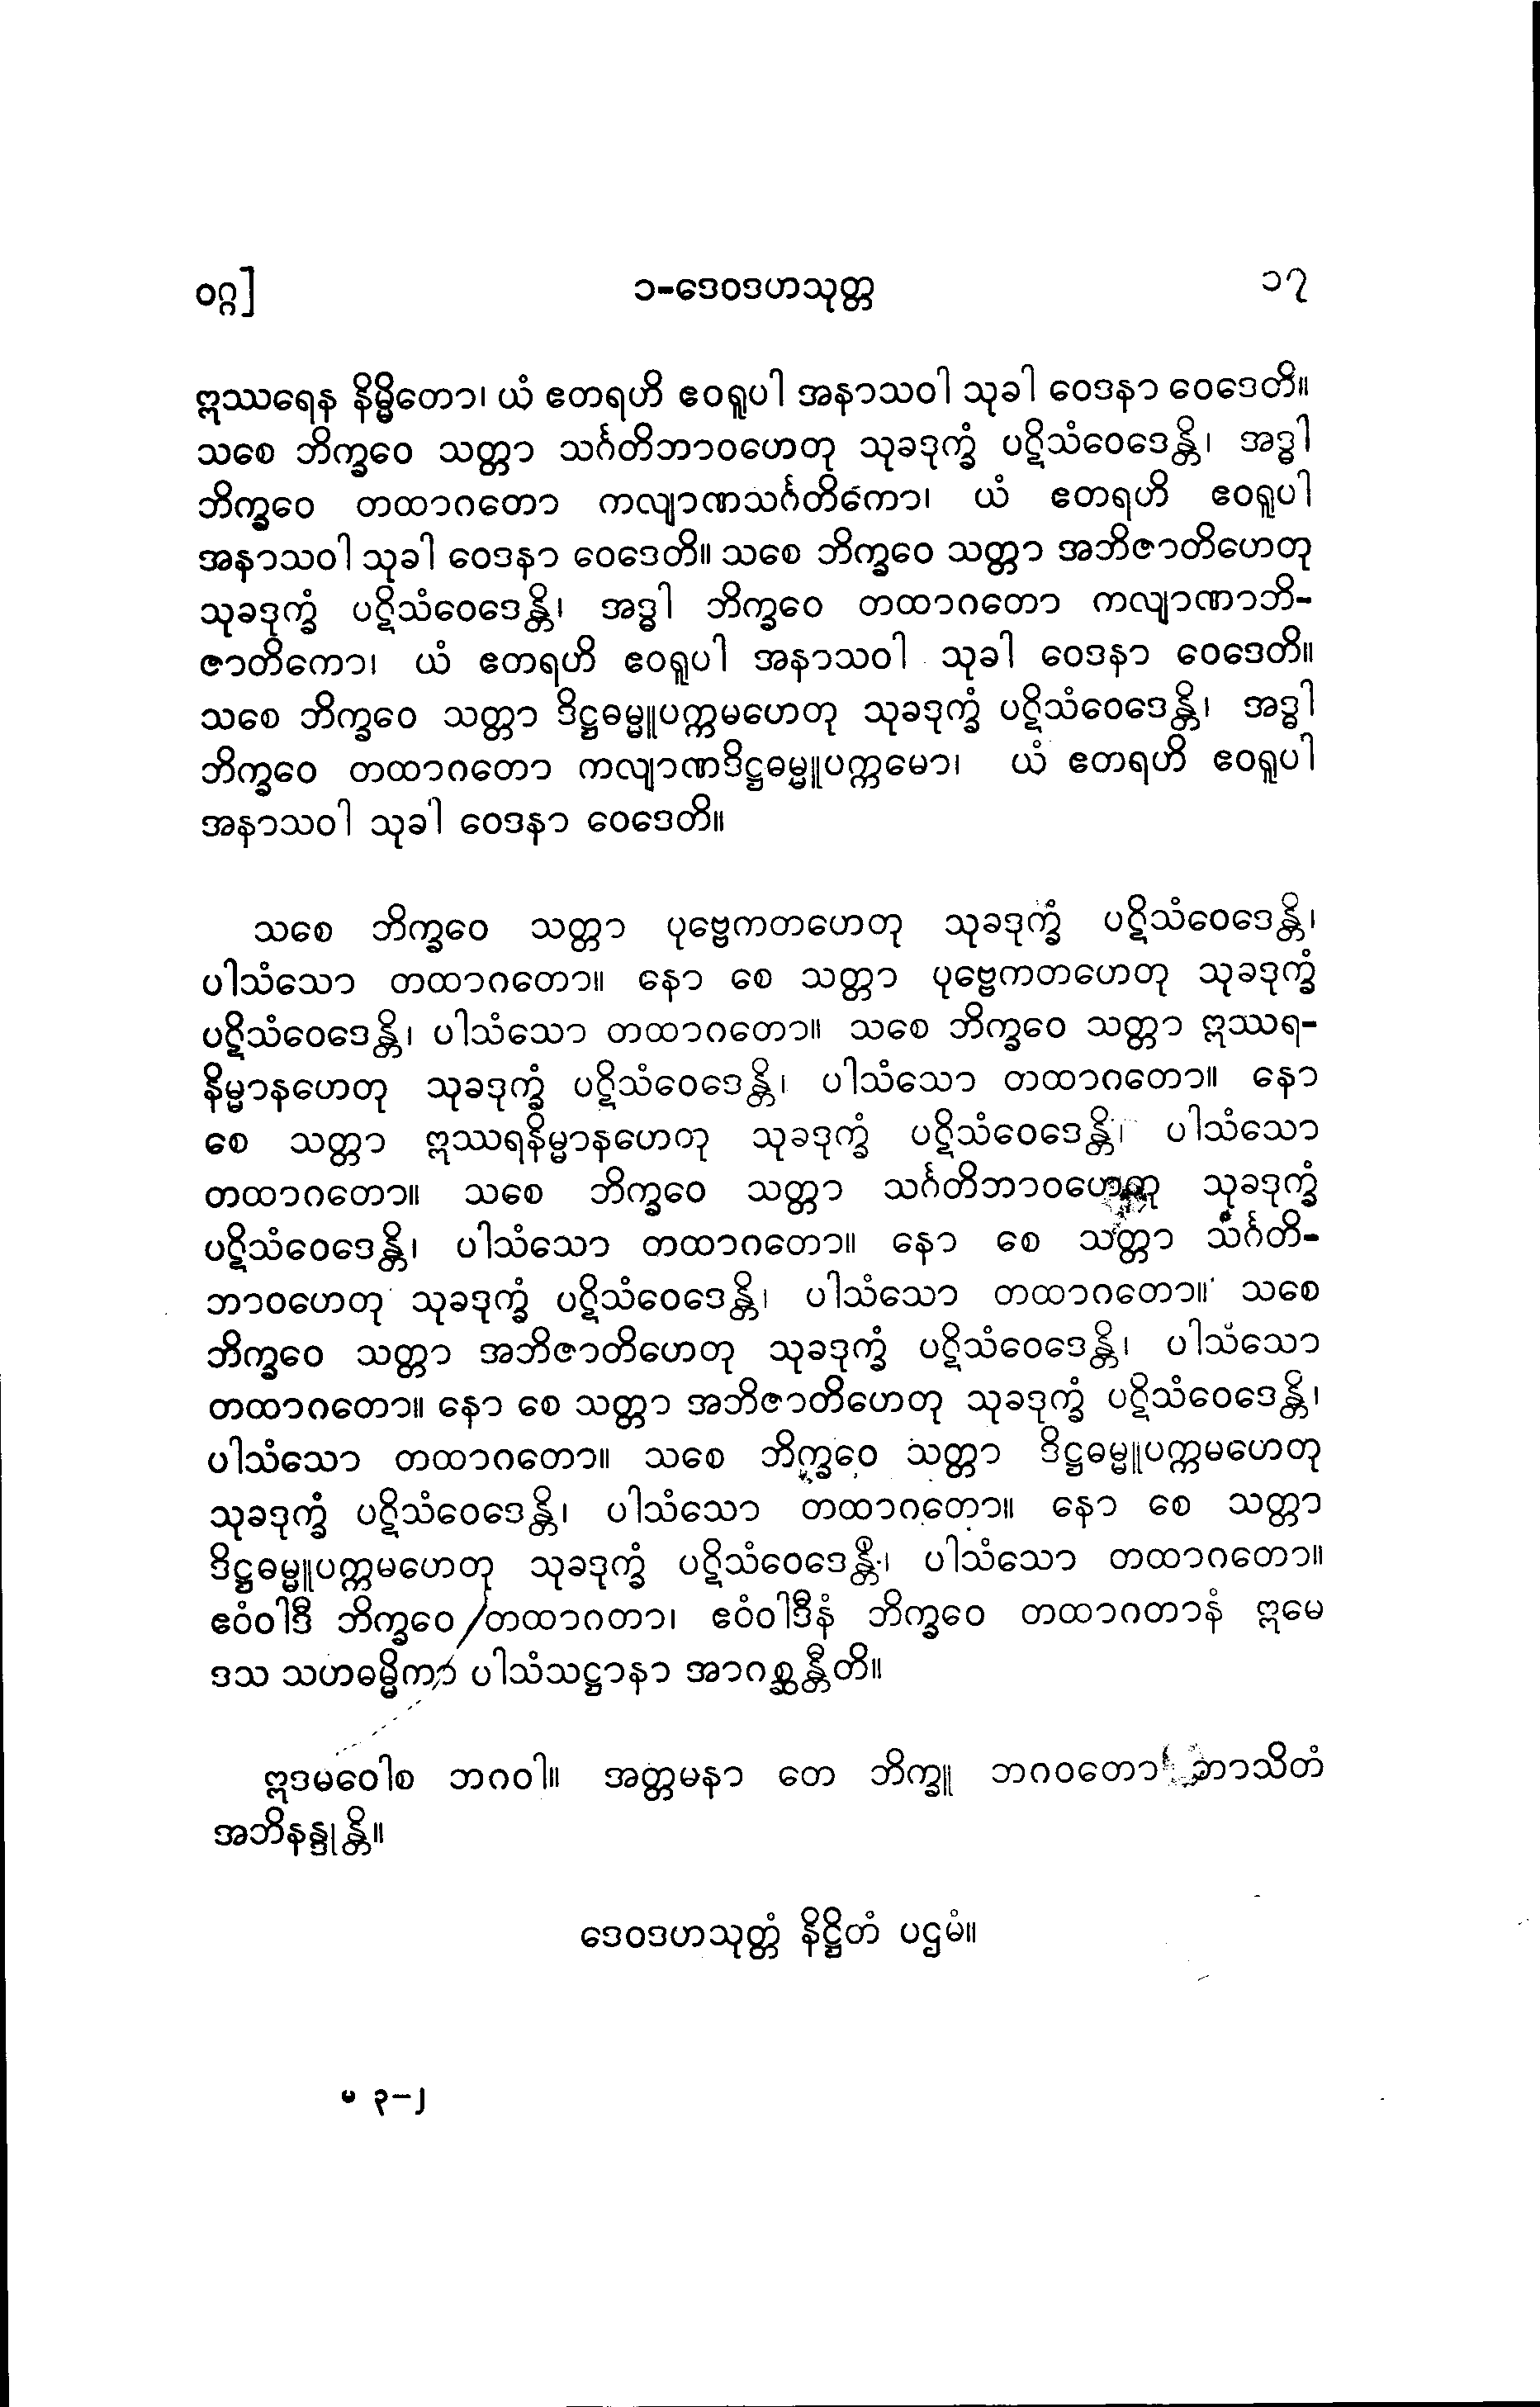 ဝဂ္ဂ]
၁-ဒေဝဒဟသုတ္တ
၁၇
ဣဿရေန နိမ္မိတော၊ ယံ ဧတရဟိ ဧဝရူပါ အနာသဝါ သုခါ ဝေဒနာ ဝေဒေတိ။
သစေ ဘိက္ခဝေ သတ္တာ သင်္ဂတိဘာဝဟေတု သုခဒုက္ခံ ပဋိသံဝေဒေန္တိ၊ အဒ္ဓါ
ဘိက္ခဝေ တထာဂတော ကလျာဏသင်္ဂတိကော၊ ယံ ဧတရဟိ ဧဝရူပါ
အနာသဝါ သုခါ ဝေဒနာ ဝေဒေတိ။ သစေ ဘိက္ခဝေ သတ္တာ အဘိဇာတိဟေတု
သုခဒုက္ခံ ပဋိသံဝေဒေန္တိ၊ အဒ္ဓါ ဘိက္ခဝေ တထာဂတော ကလျာဏာဘိ-
ဇာတိကော၊ ယံ ဧတရဟိ ဧဝရူပါ အနာသဝါ သုခါ ဝေဒနာ ဝေဒေတိ။
သစေ ဘိက္ခဝေ သတ္တာ ဒိဋ္ဌဓမ္မူပက္ကမဟေတု သုခဒုက္ခံ ပဋိသံဝေဒေန္တိ၊ အဒ္ဓါ
ဘိက္ခဝေ တထာဂတော ကလျာဏဒိဋ္ဌဓမ္မူပက္ကမော၊ ယံ ဧတရဟိ ဧဝရူပါ
အနာသဝါ သုခါ ဝေဒနာ ဝေဒေတိ။
သစေ ဘိက္ခဝေ သတ္တာ ပုဗ္ဗေကတဟေတု သုခဒုက္ခံ ပဋိသံဝေဒေန္တိ၊
ပါသံသော တထာဂတော။ နော စေ သတ္တာ ပုဗ္ဗေကတဟေတု သုခဒုက္ခံ
ပဋိသံဝေဒေန္တိ၊ ပါသံသော တထာဂတော။ သစေ ဘိက္ခဝေ သတ္တာ ဣဿရ-
နိမ္မာနဟေတု သုခဒုက္ခံ ပဋိသံဝေဒေန္တိ၊ ပါသံသော တထာဂတော။ နော
စေ သတ္တာ ဣဿရနိမ္မာနဟေတု သုခဒုက္ခံ ပဋိသံဝေဒေန္တိ၊ ပါသံသော
တထာဂတော။ သစေ ဘိက္ခဝေ သတ္တာ သင်္ဂတိဘာဝဟေတု သုခဒုက္ခံ
ပဋိသံဝေဒေန္တိ၊ ပါသံသော တထာဂတော။ နော စေ သတ္တာ သင်္ဂတိ-
ဘာဝဟေတု သုခဒုက္ခံ ပဋိသံဝေဒေန္တိ၊ ပါသံသော တထာဂတော။ သစေ
ဘိက္ခဝေ သတ္တာ အဘိဇာတိဟေတု သုခဒုက္ခံ ပဋိသံဝေဒေန္တိ၊ ပါသံသော
တထာဂတော။ နော စေ သတ္တာ အဘိဇာတိဟေတု သုခဒုက္ခံ ပဋိသံဝေဒေန္တိ၊
ပါသံသော တထာဂတော။ သစေ ဘိက္ခဝေ သတ္တာ ဒိဋ္ဌဓမ္မူပက္ကမဟေတု
သုခဒုက္ခံ ပဋိသံဝေဒေန္တိ၊ ပါသံသော တထာဂတော။ နော စေ သတ္တာ
ဒိဋ္ဌဓမ္မူပက္ကမဟေတု သုခဒုက္ခံ ပဋိသံဝေဒေန္တိ၊ ပါသံသော တထာဂတော။
ဧဝံဝါဒီ ဘိက္ခဝေ တထာဂတာ၊ ဧဝံဝါဒီနံ ဘိက္ခဝေ တထာဂတာနံ ဣမေ
ဒသ သဟဓမ္မိကာ ပါသံသဋ္ဌာနာ အာဂစ္ဆန္တီတိ။
ဣဒမဝေါစ ဘဂဝါ။ အတ္တမနာ တေ ဘိက္ခူ ဘဂဝတော ဘာသိတံ
အဘိနန္ဒုန္တိ။
ဒေဝဒဟသုတ္တံ နိဋ္ဌိတံ ပဌမံ။
မ ၃-၂